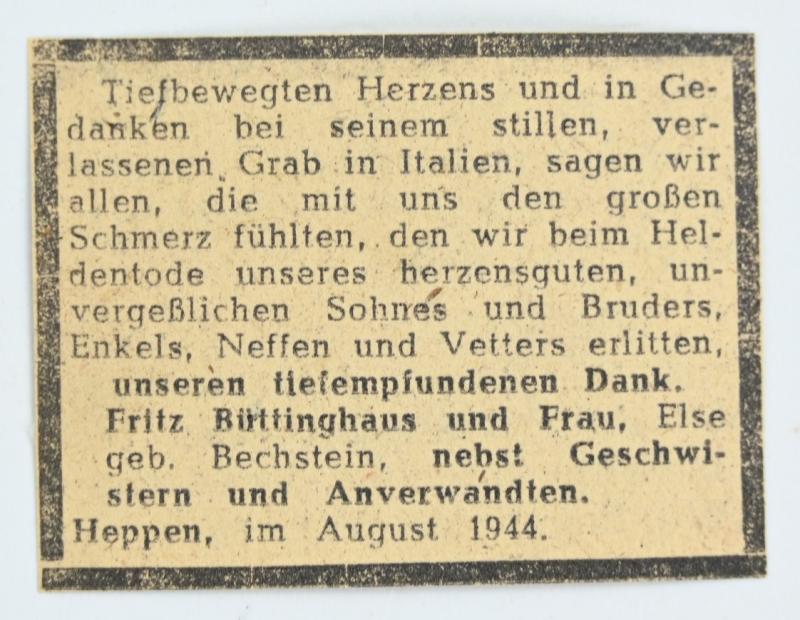 Tiefbewegten Herzens und in Ge-
danken bei seinem stillen, ver-
lassenen Grab in Italien, sagen wir
allen, die mit uns den großen
Schmerz fühlten, den wir beim Hel-
dentode unseres herzensguten, un-
vergeßlichen Sohnes und Bruders,
Enkels, Neffen und Vetters erlitten,
unseren tiefempfundenen Dank.
Fritz Büttinghaus und Frau, Else
geb. Bechstein, nebst Geschwi-
stern und Anverwandten.
Heppen, im August 1944.